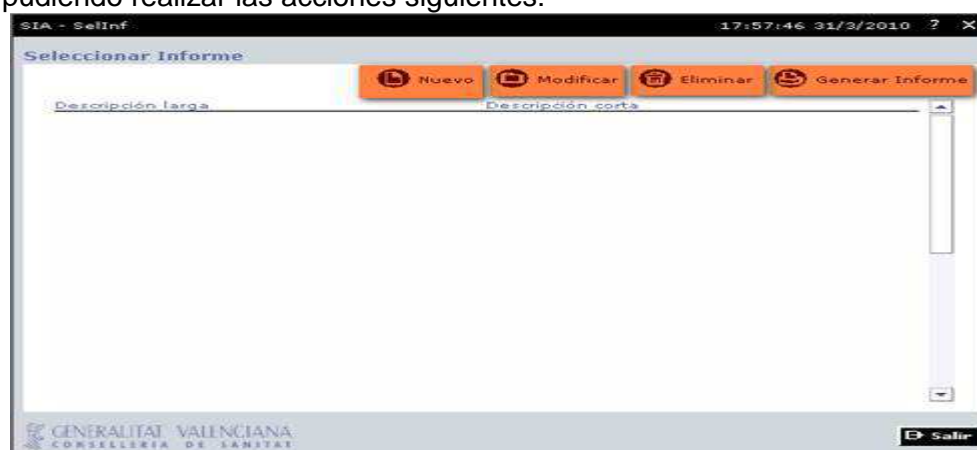 pudiendo realizar las acciones siguientes:
SIA - SelInf 17:57:46 31/3/2010 ? X
Seleccionar Informe
Nuevo Modificar Eliminar Generar Informe
Descripción larga Descripción corta
GENERALITAT VALENCIANA
CONSELLERIA DE SANITAT
Salir